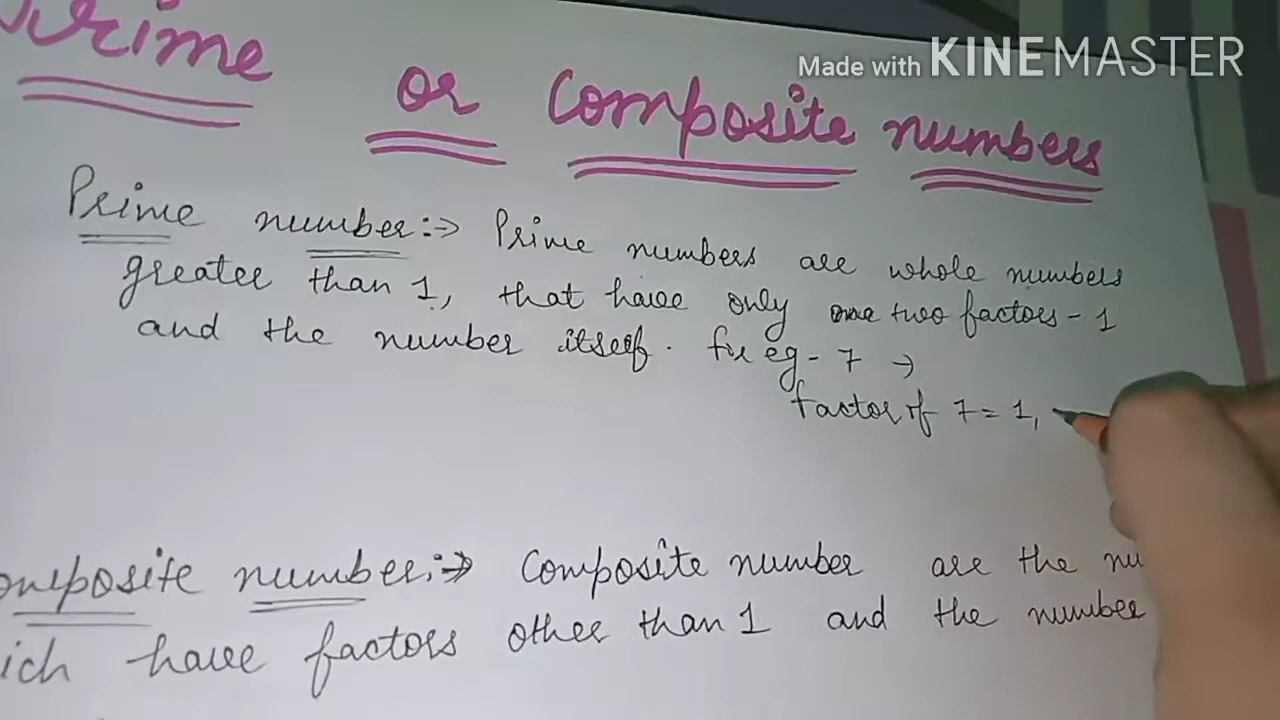 Made with KINEMASTER
Prime or Composite numbers
Prime number:-> Prime numbers are whole numbers
greater than 1, that have only one two factors - 1
and the number itself. for eg - 7 →
factor of 7 = 1,
omposite number:-> Composite number are the nu
ich have factors other than 1 and the number